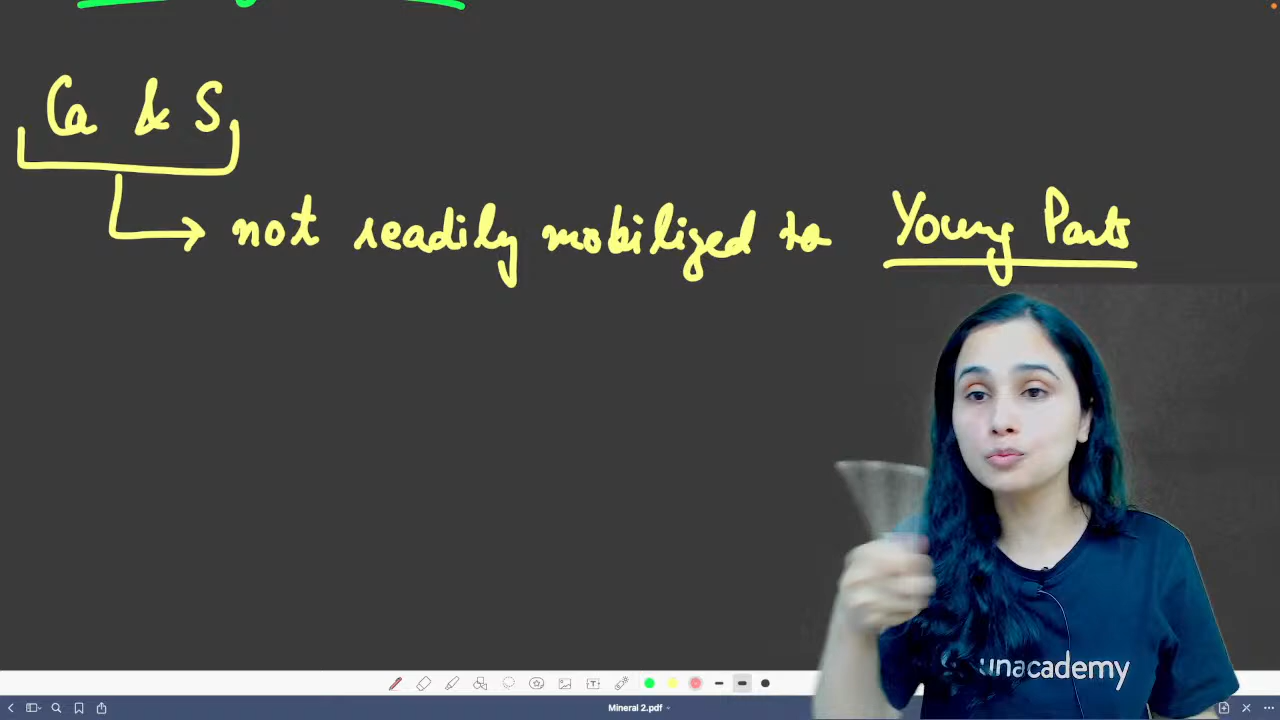 Ca & S
not readily mobilized to Young Parts
unacademy
Mineral 2.pdf